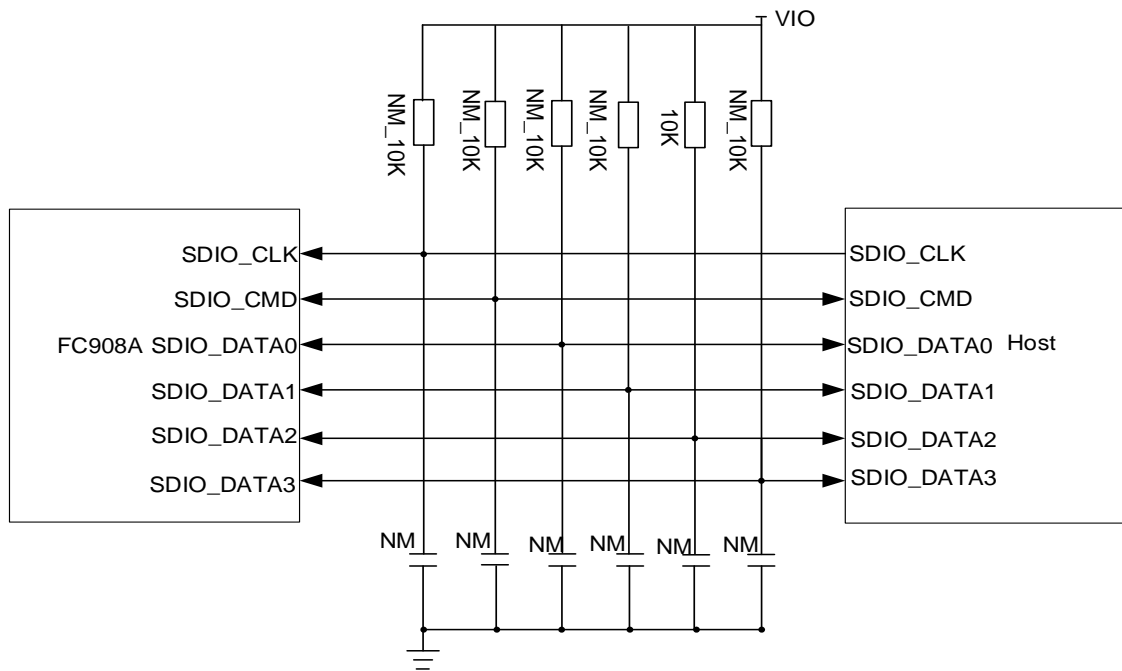 VIO
NM_10K
NM_10K
NM_10K
NM_10K
10K
NM_10K
SDIO_CLK
SDIO_CLK
SDIO_CMD
SDIO_CMD
FC908A SDIO_DATA0
SDIO_DATA0 Host
SDIO_DATA1
SDIO_DATA1
SDIO_DATA2
SDIO_DATA2
SDIO_DATA3
SDIO_DATA3
NM NM NM NM NM NM